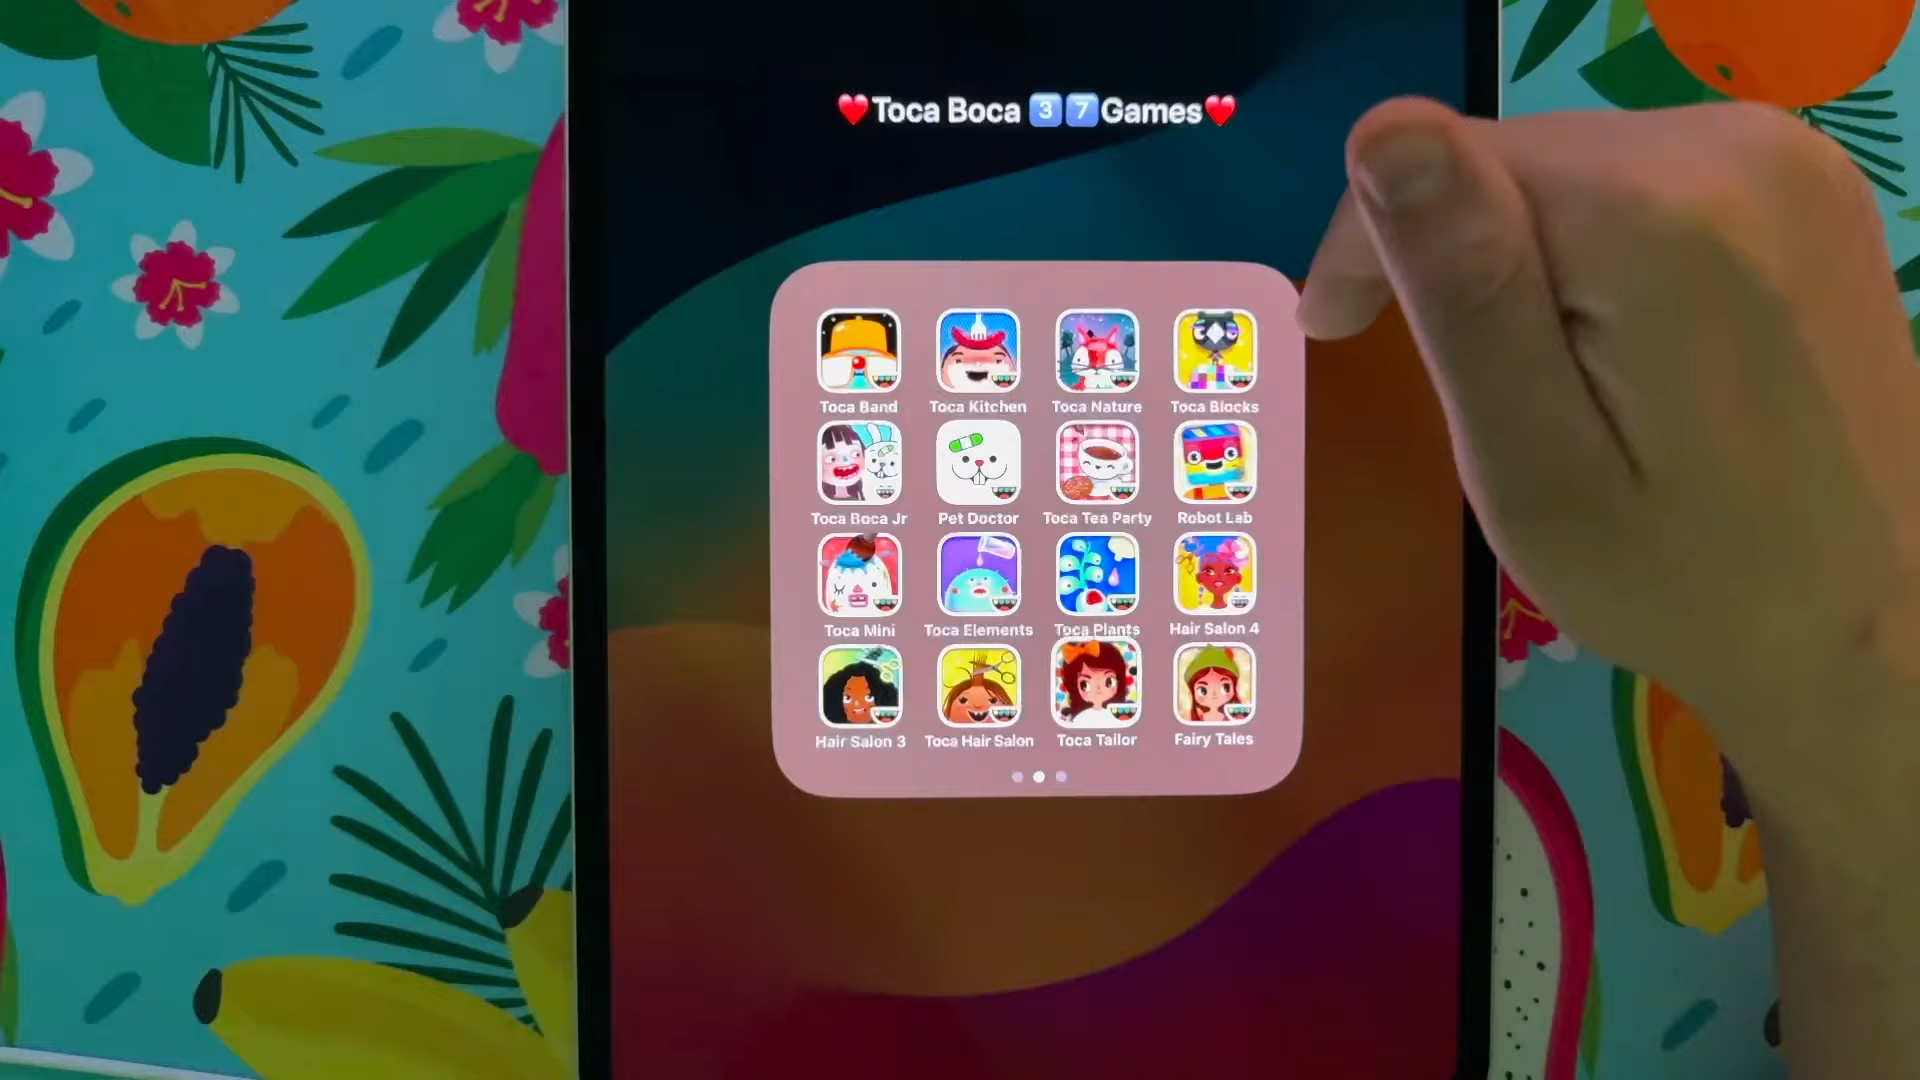 ❤️Toca Boca 3️⃣7️⃣Games❤️
Toca Band Toca Kitchen Toca Nature Toca Blocks
Toca Boca Jr Pet Doctor Toca Tea Party Robot Lab
Toca Mini Toca Elements Toca Plants Hair Salon 4
Hair Salon 3 Toca Hair Salon Toca Tailor Fairy Tales